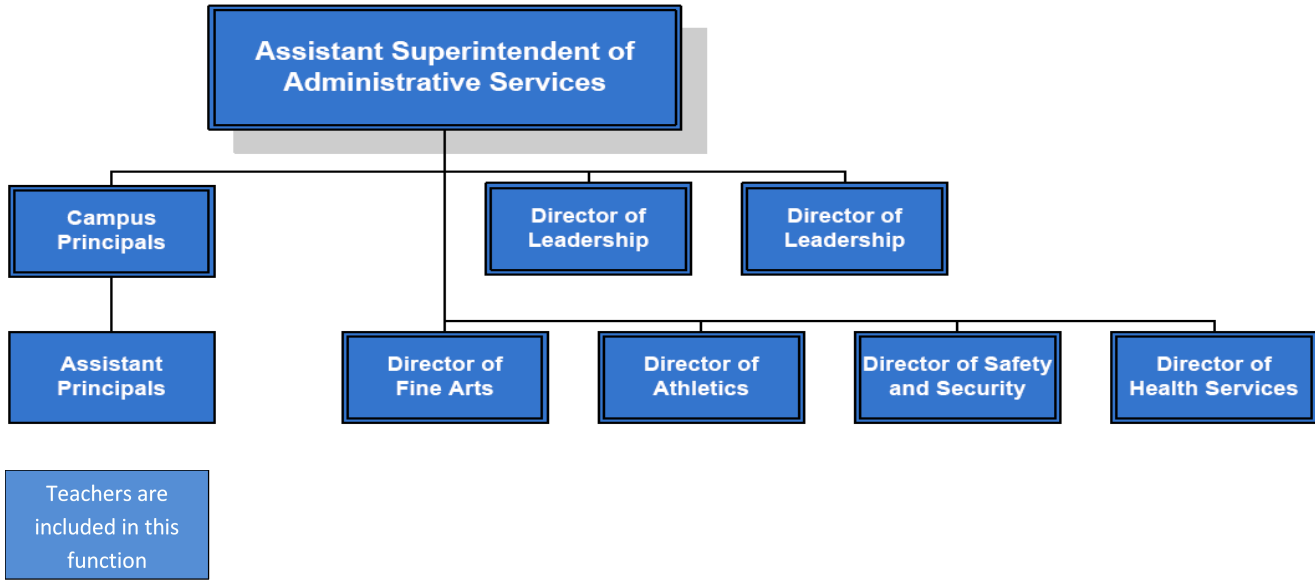 Assistant Superintendent of
Administrative Services
Campus
Principals
Director of
Leadership
Director of
Leadership
Assistant
Principals
Director of
Fine Arts
Director of
Athletics
Director of Safety
and Security
Director of
Health Services
Teachers are
included in this
function